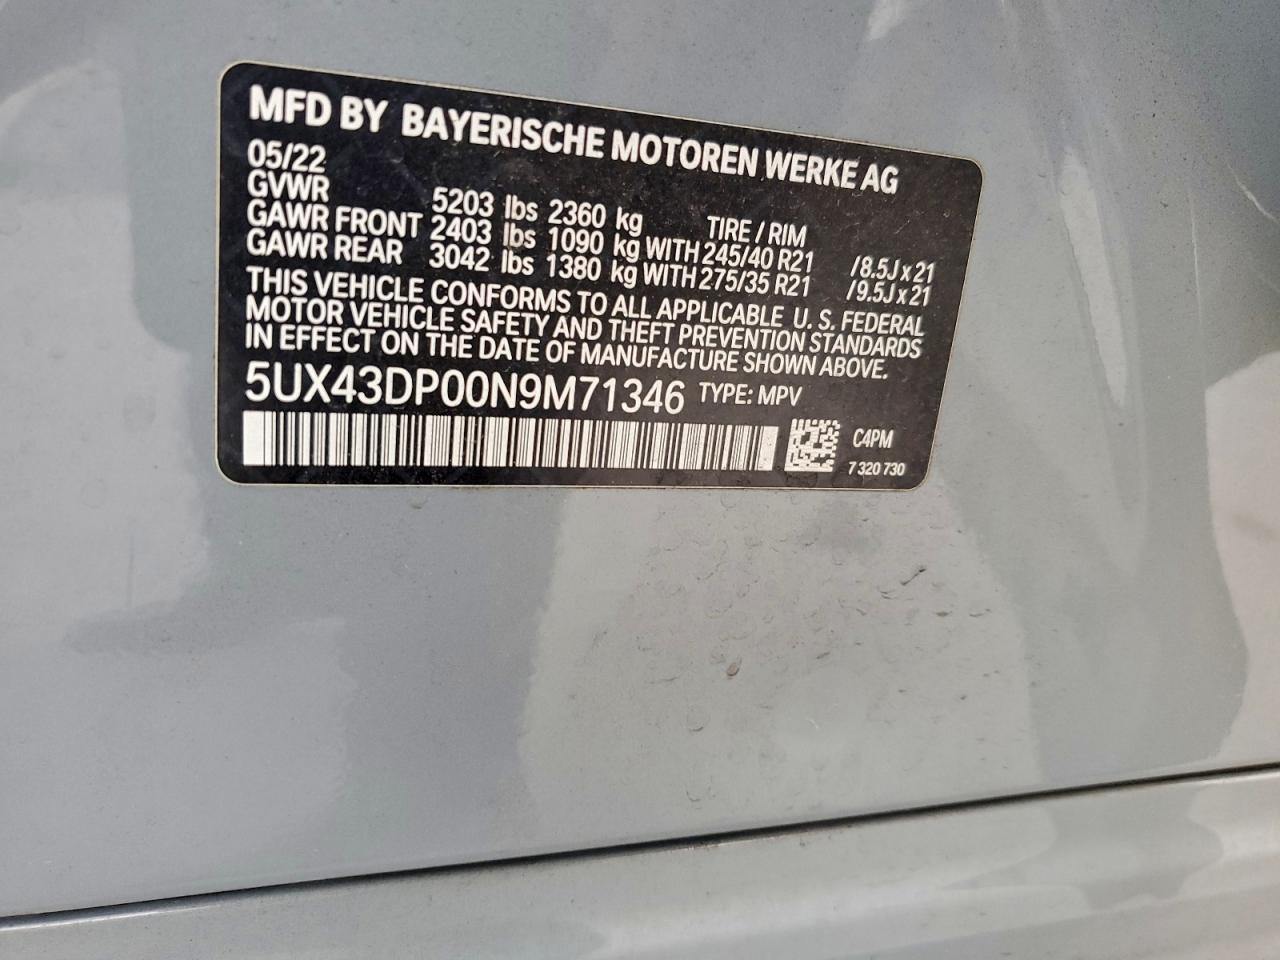 MFD BY BAYERISCHE MOTOREN WERKE AG
05/22
GVWR 5203 lbs 2360 kg TIRE / RIM
GAWR FRONT 2403 lbs 1090 kg WITH 245/40 R21 /8.5J x 21
GAWR REAR 3042 lbs 1380 kg WITH 275/35 R21 /9.5J x 21
THIS VEHICLE CONFORMS TO ALL APPLICABLE U. S. FEDERAL
MOTOR VEHICLE SAFETY AND THEFT PREVENTION STANDARDS
IN EFFECT ON THE DATE OF MANUFACTURE SHOWN ABOVE.
5UX43DP00N9M71346 TYPE: MPV
C4PM
7 320 730